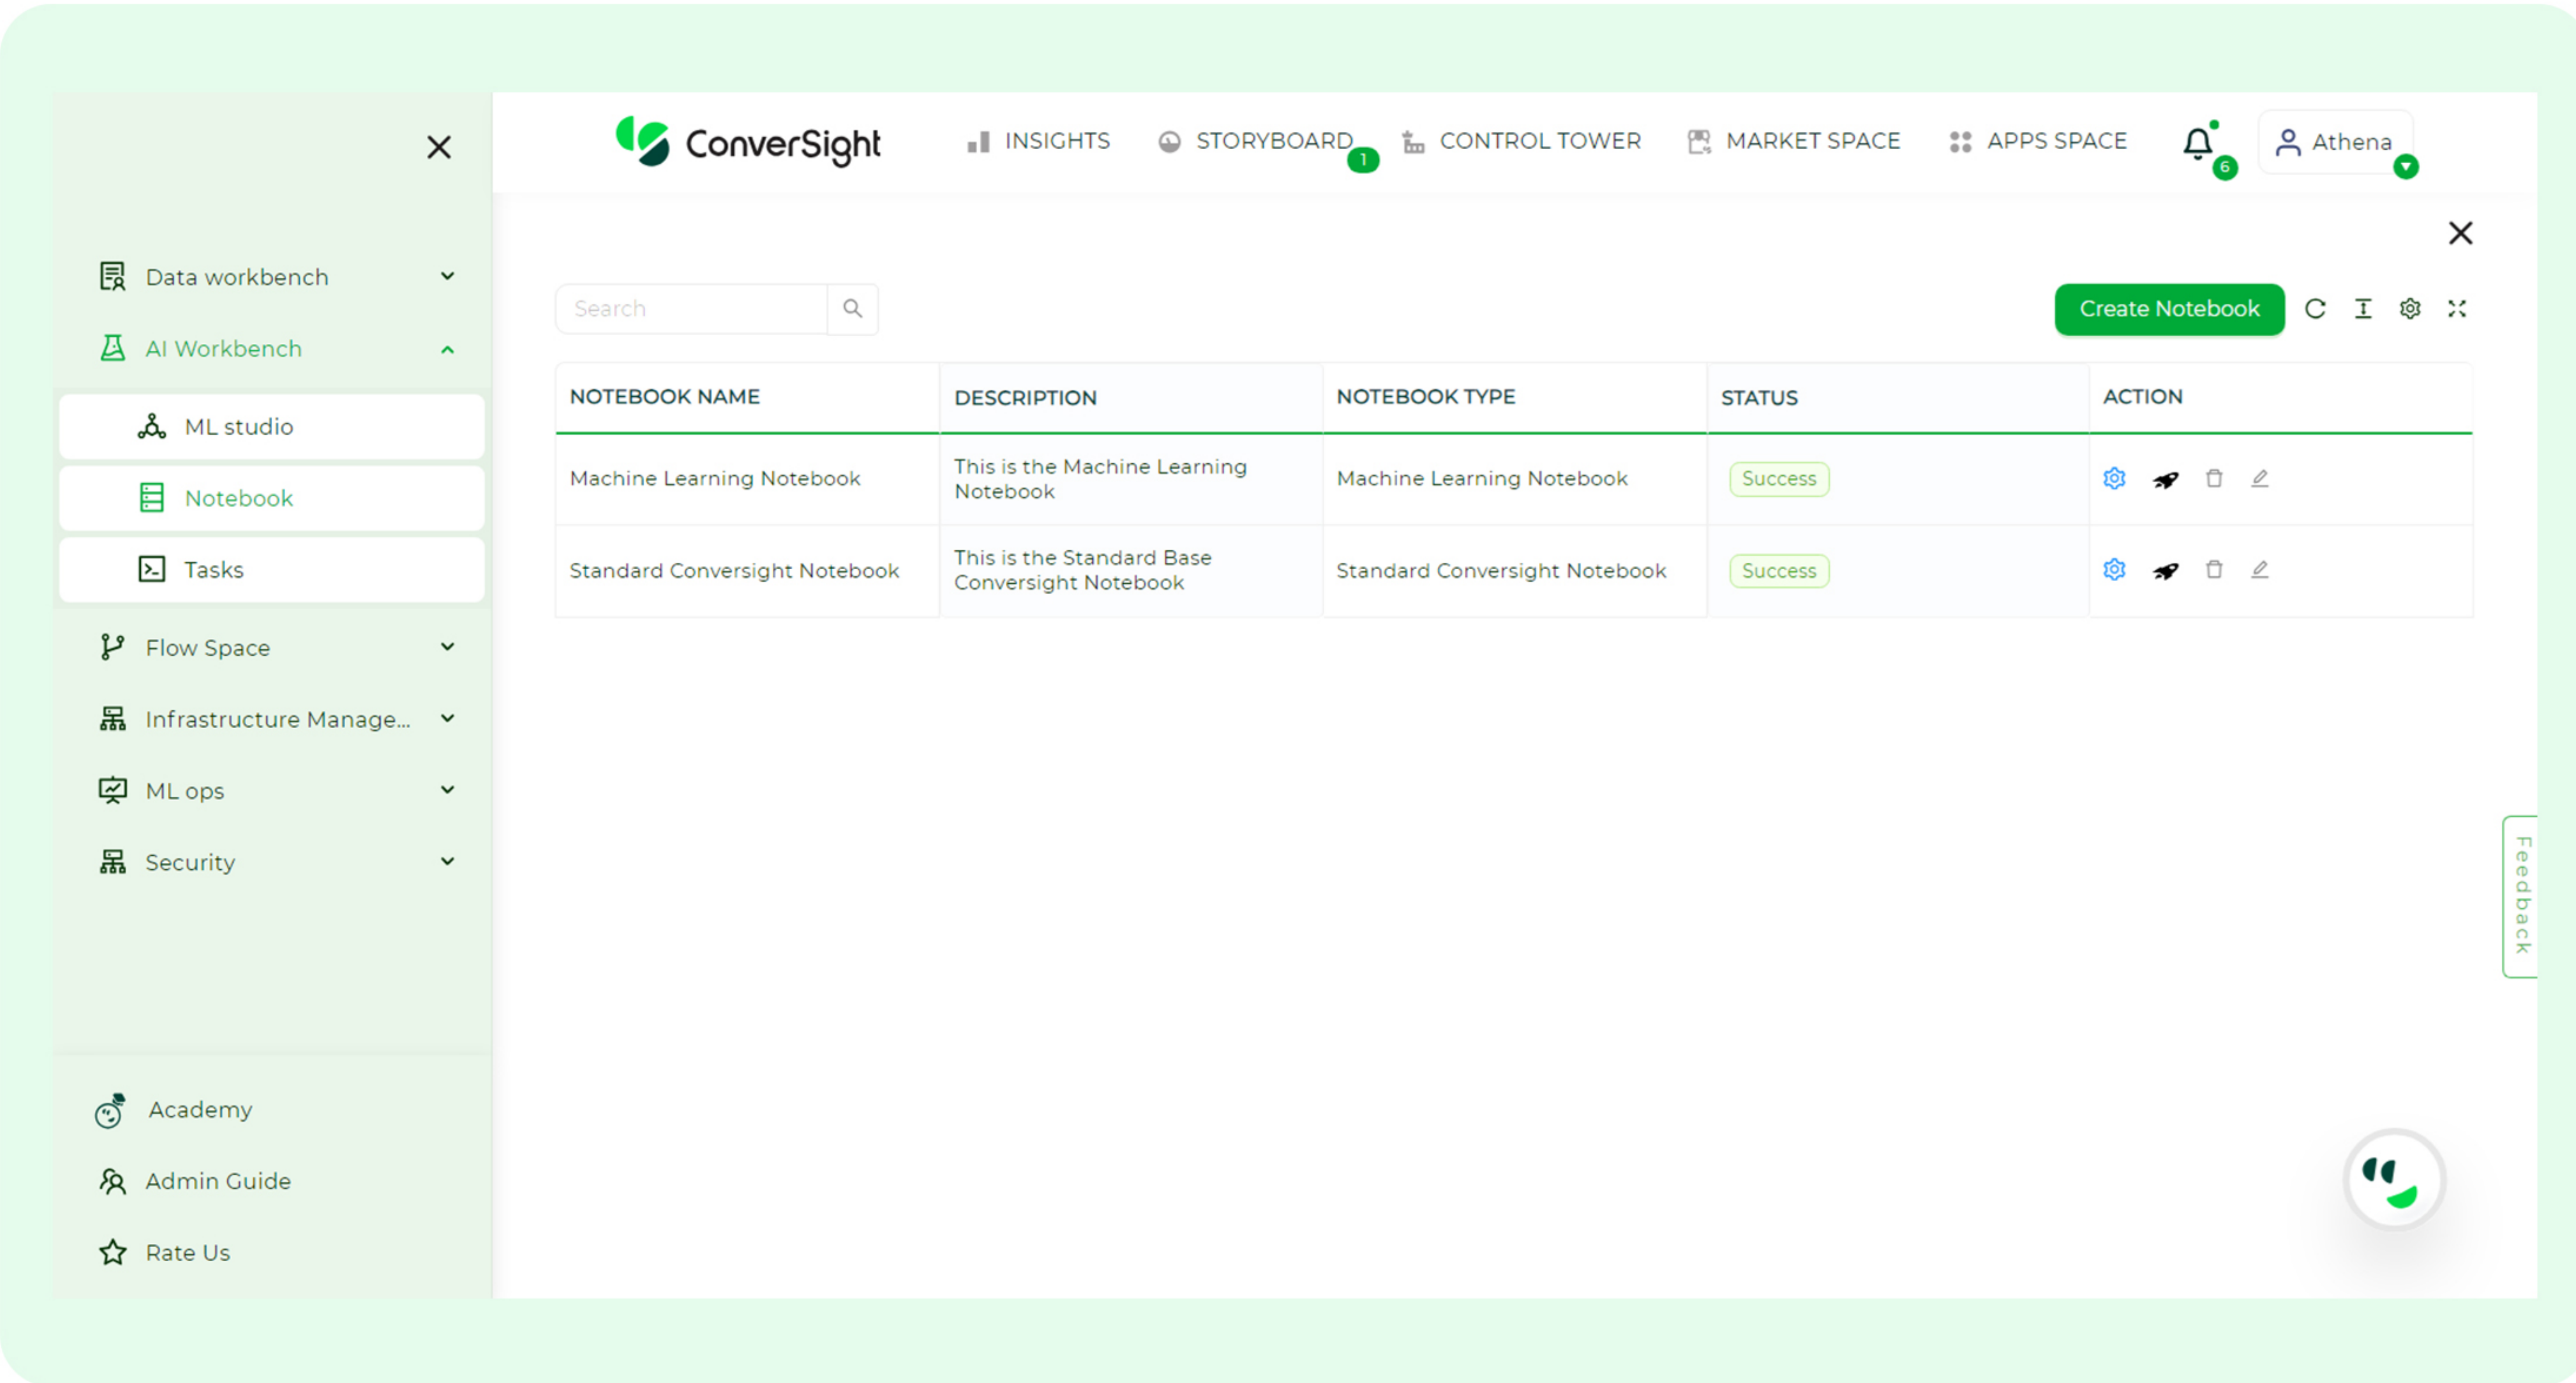 ConverSight
INSIGHTS
STORYBOARD
1
CONTROL TOWER
MARKET SPACE
APPS SPACE
6
Athena
Data workbench
AI Workbench
ML studio
Notebook
Tasks
Flow Space
Infrastructure Manage...
ML ops
Security
Academy
Admin Guide
Rate Us
Search
Create Notebook
NOTEBOOK NAME
DESCRIPTION
NOTEBOOK TYPE
STATUS
ACTION
Machine Learning Notebook
This is the Machine Learning
Notebook
Machine Learning Notebook
Success
Standard Conversight Notebook
This is the Standard Base
Conversight Notebook
Standard Conversight Notebook
Success
Feedback